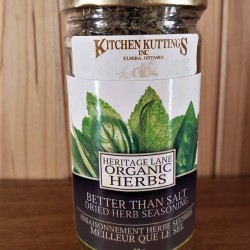 KITCHEN KUTTINGS
INC
ELMIRA, ONTARIO
HERITAGE LANE
ORGANIC
HERBS
BETTER THAN SALT
DRIED HERB SEASONING
ASSAISONNEMENT HERBE SÉCHÉE
MEILLEUR QUE LE SEL